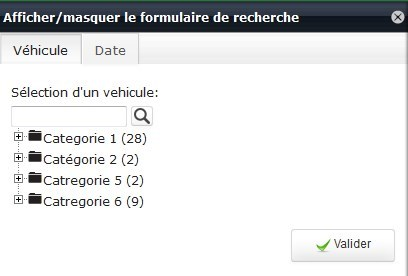 Afficher/masquer le formulaire de recherche
Véhicule
Date
Sélection d'un vehicule:
Categorie 1 (28)
Catégorie 2 (2)
Catregorie 5 (2)
Catregorie 6 (9)
Valider